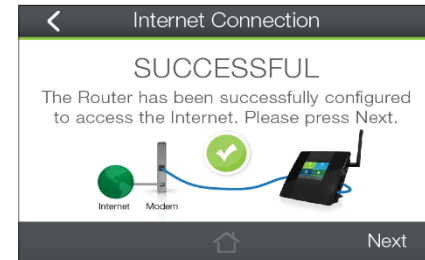 Internet Connection
SUCCESSFUL
The Router has been successfully configured
to access the Internet. Please press Next.
Internet Modem
Next